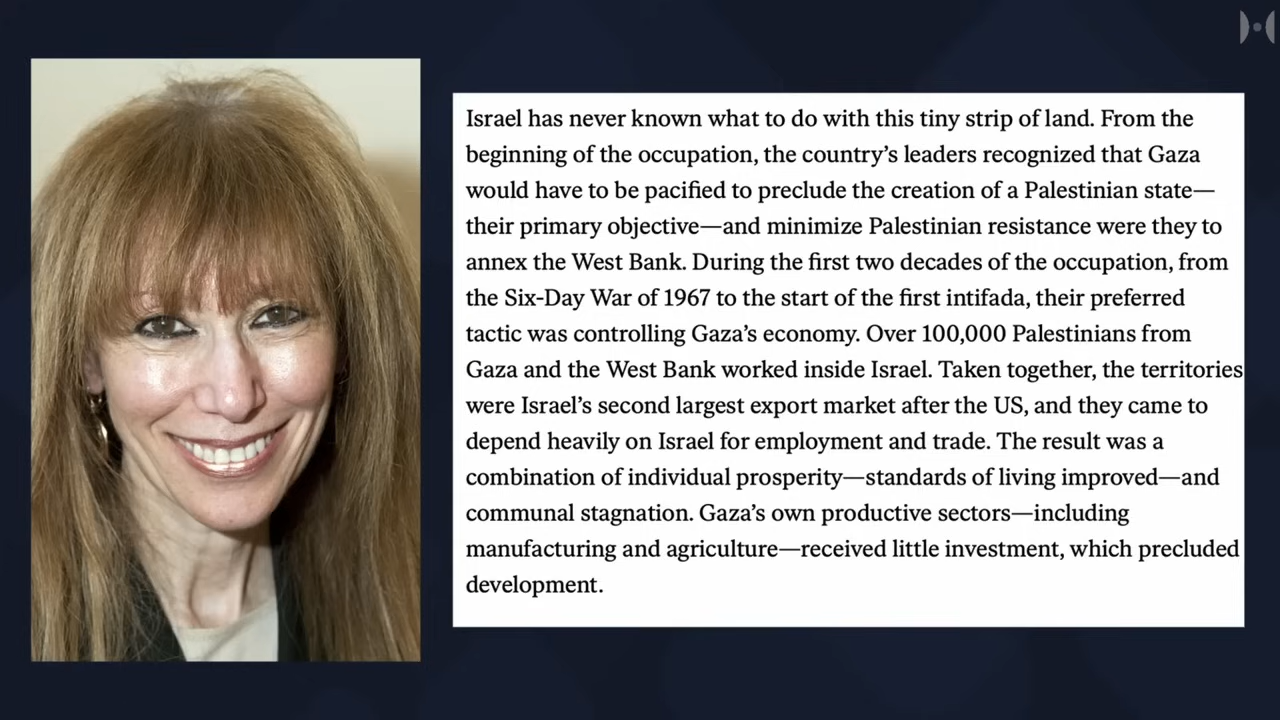 Israel has never known what to do with this tiny strip of land. From the
beginning of the occupation, the country’s leaders recognized that Gaza
would have to be pacified to preclude the creation of a Palestinian state—
their primary objective—and minimize Palestinian resistance were they to
annex the West Bank. During the first two decades of the occupation, from
the Six-Day War of 1967 to the start of the first intifada, their preferred
tactic was controlling Gaza’s economy. Over 100,000 Palestinians from
Gaza and the West Bank worked inside Israel. Taken together, the territories
were Israel’s second largest export market after the US, and they came to
depend heavily on Israel for employment and trade. The result was a
combination of individual prosperity—standards of living improved—and
communal stagnation. Gaza’s own productive sectors—including
manufacturing and agriculture—received little investment, which precluded
development.